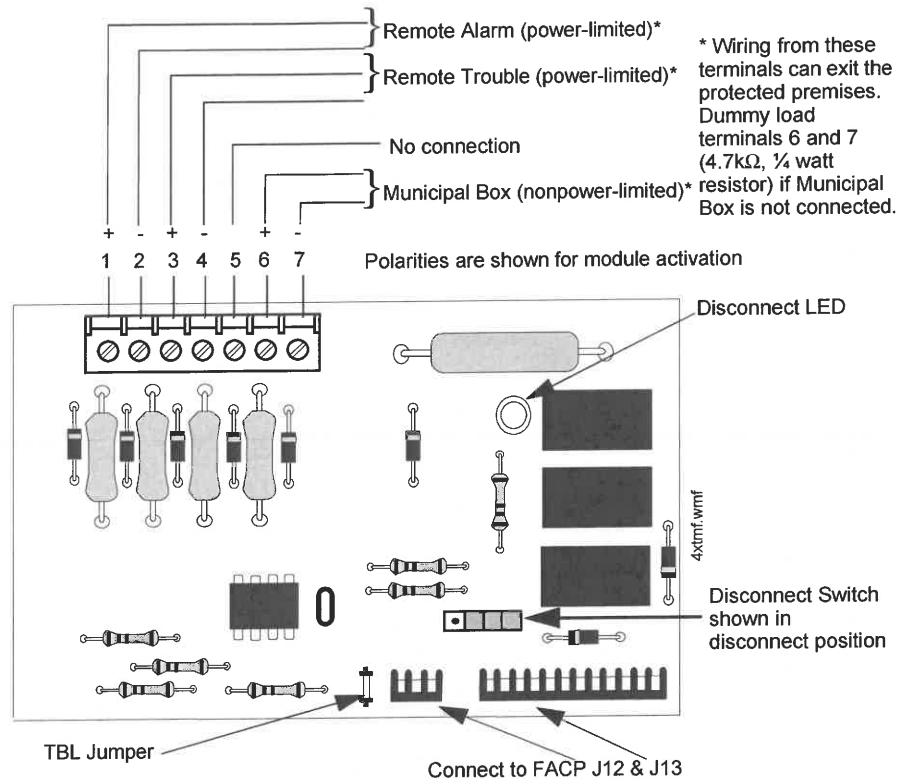 Remote Alarm (power-limited)*
Remote Trouble (power-limited)*
No connection
Municipal Box (nonpower-limited)*
* Wiring from these
terminals can exit the
protected premises.
Dummy load
terminals 6 and 7
(4.7kΩ, ¼ watt
resistor) if Municipal
Box is not connected.
+ - + - + -
1 2 3 4 5 6 7
Polarities are shown for module activation
Disconnect LED
4xtmf.wmf
Disconnect Switch
shown in
disconnect position
TBL Jumper
Connect to FACP J12 & J13